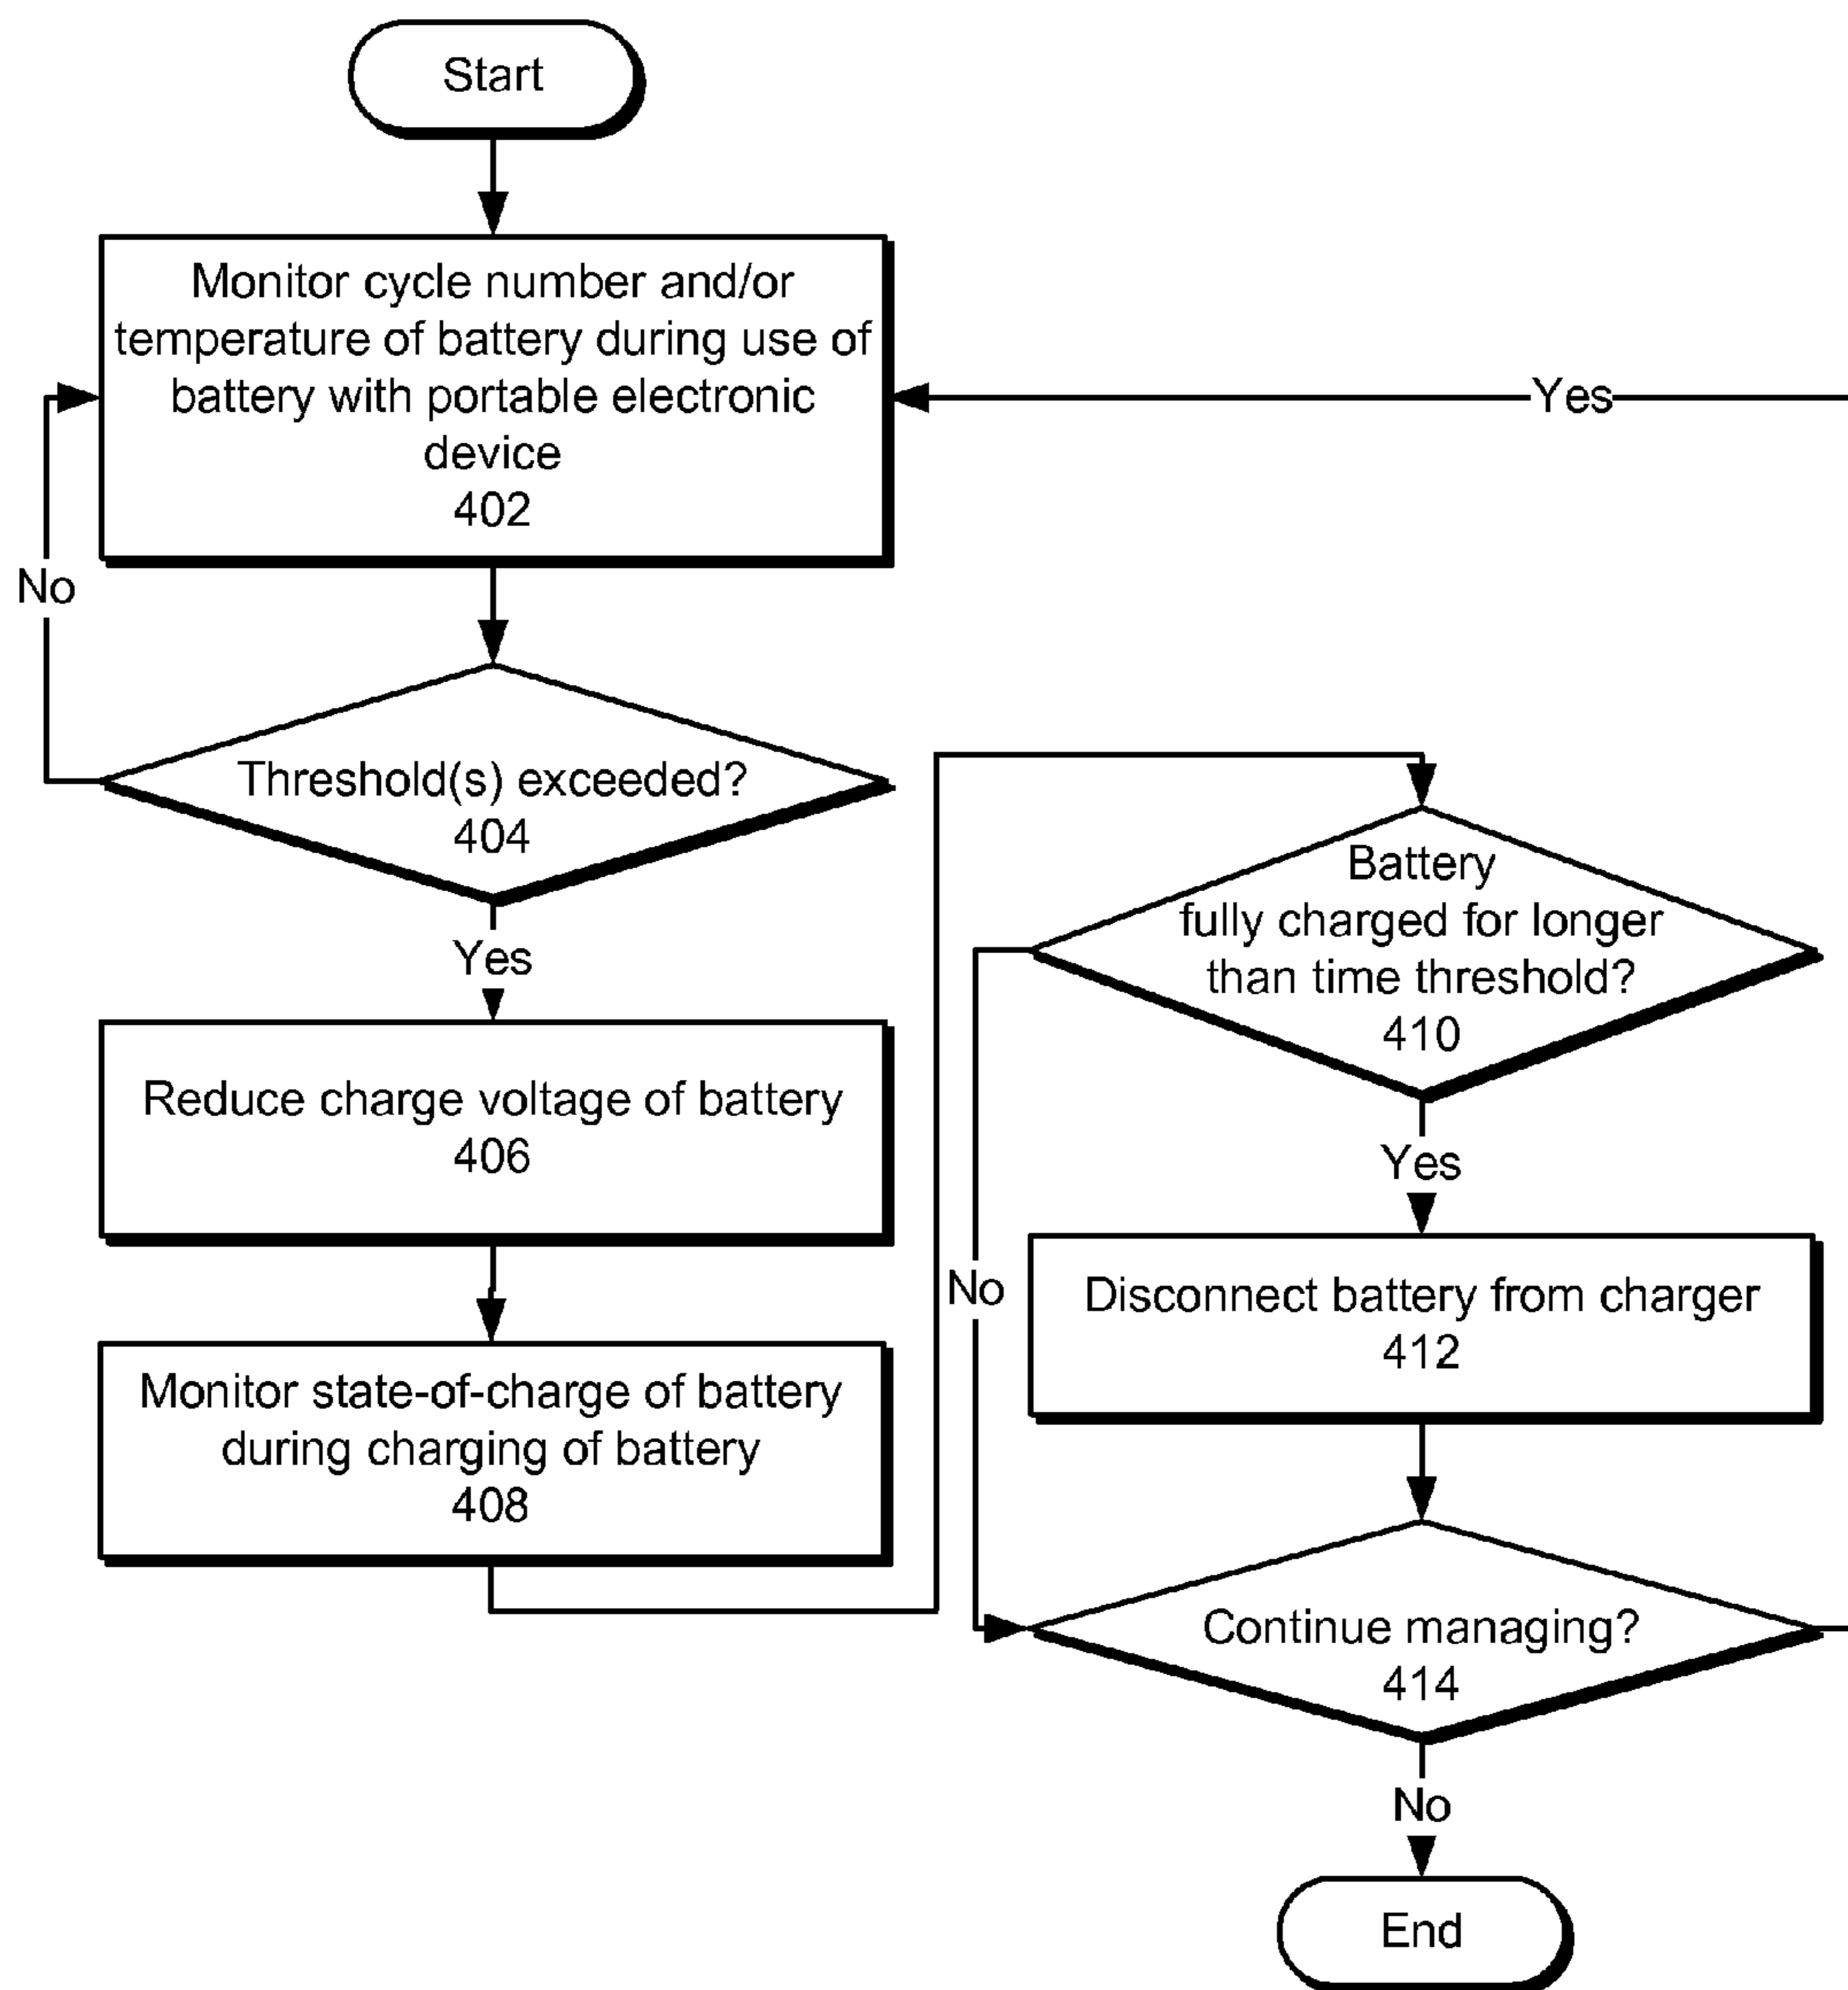 Start
Monitor cycle number and/or
temperature of battery during use of
battery with portable electronic
device
402
No
Threshold(s) exceeded?
404
Yes
Reduce charge voltage of battery
406
Monitor state-of-charge of battery
during charging of battery
408
Battery
fully charged for longer
than time threshold?
410
Yes
No
Disconnect battery from charger
412
Continue managing?
414
Yes
No
End